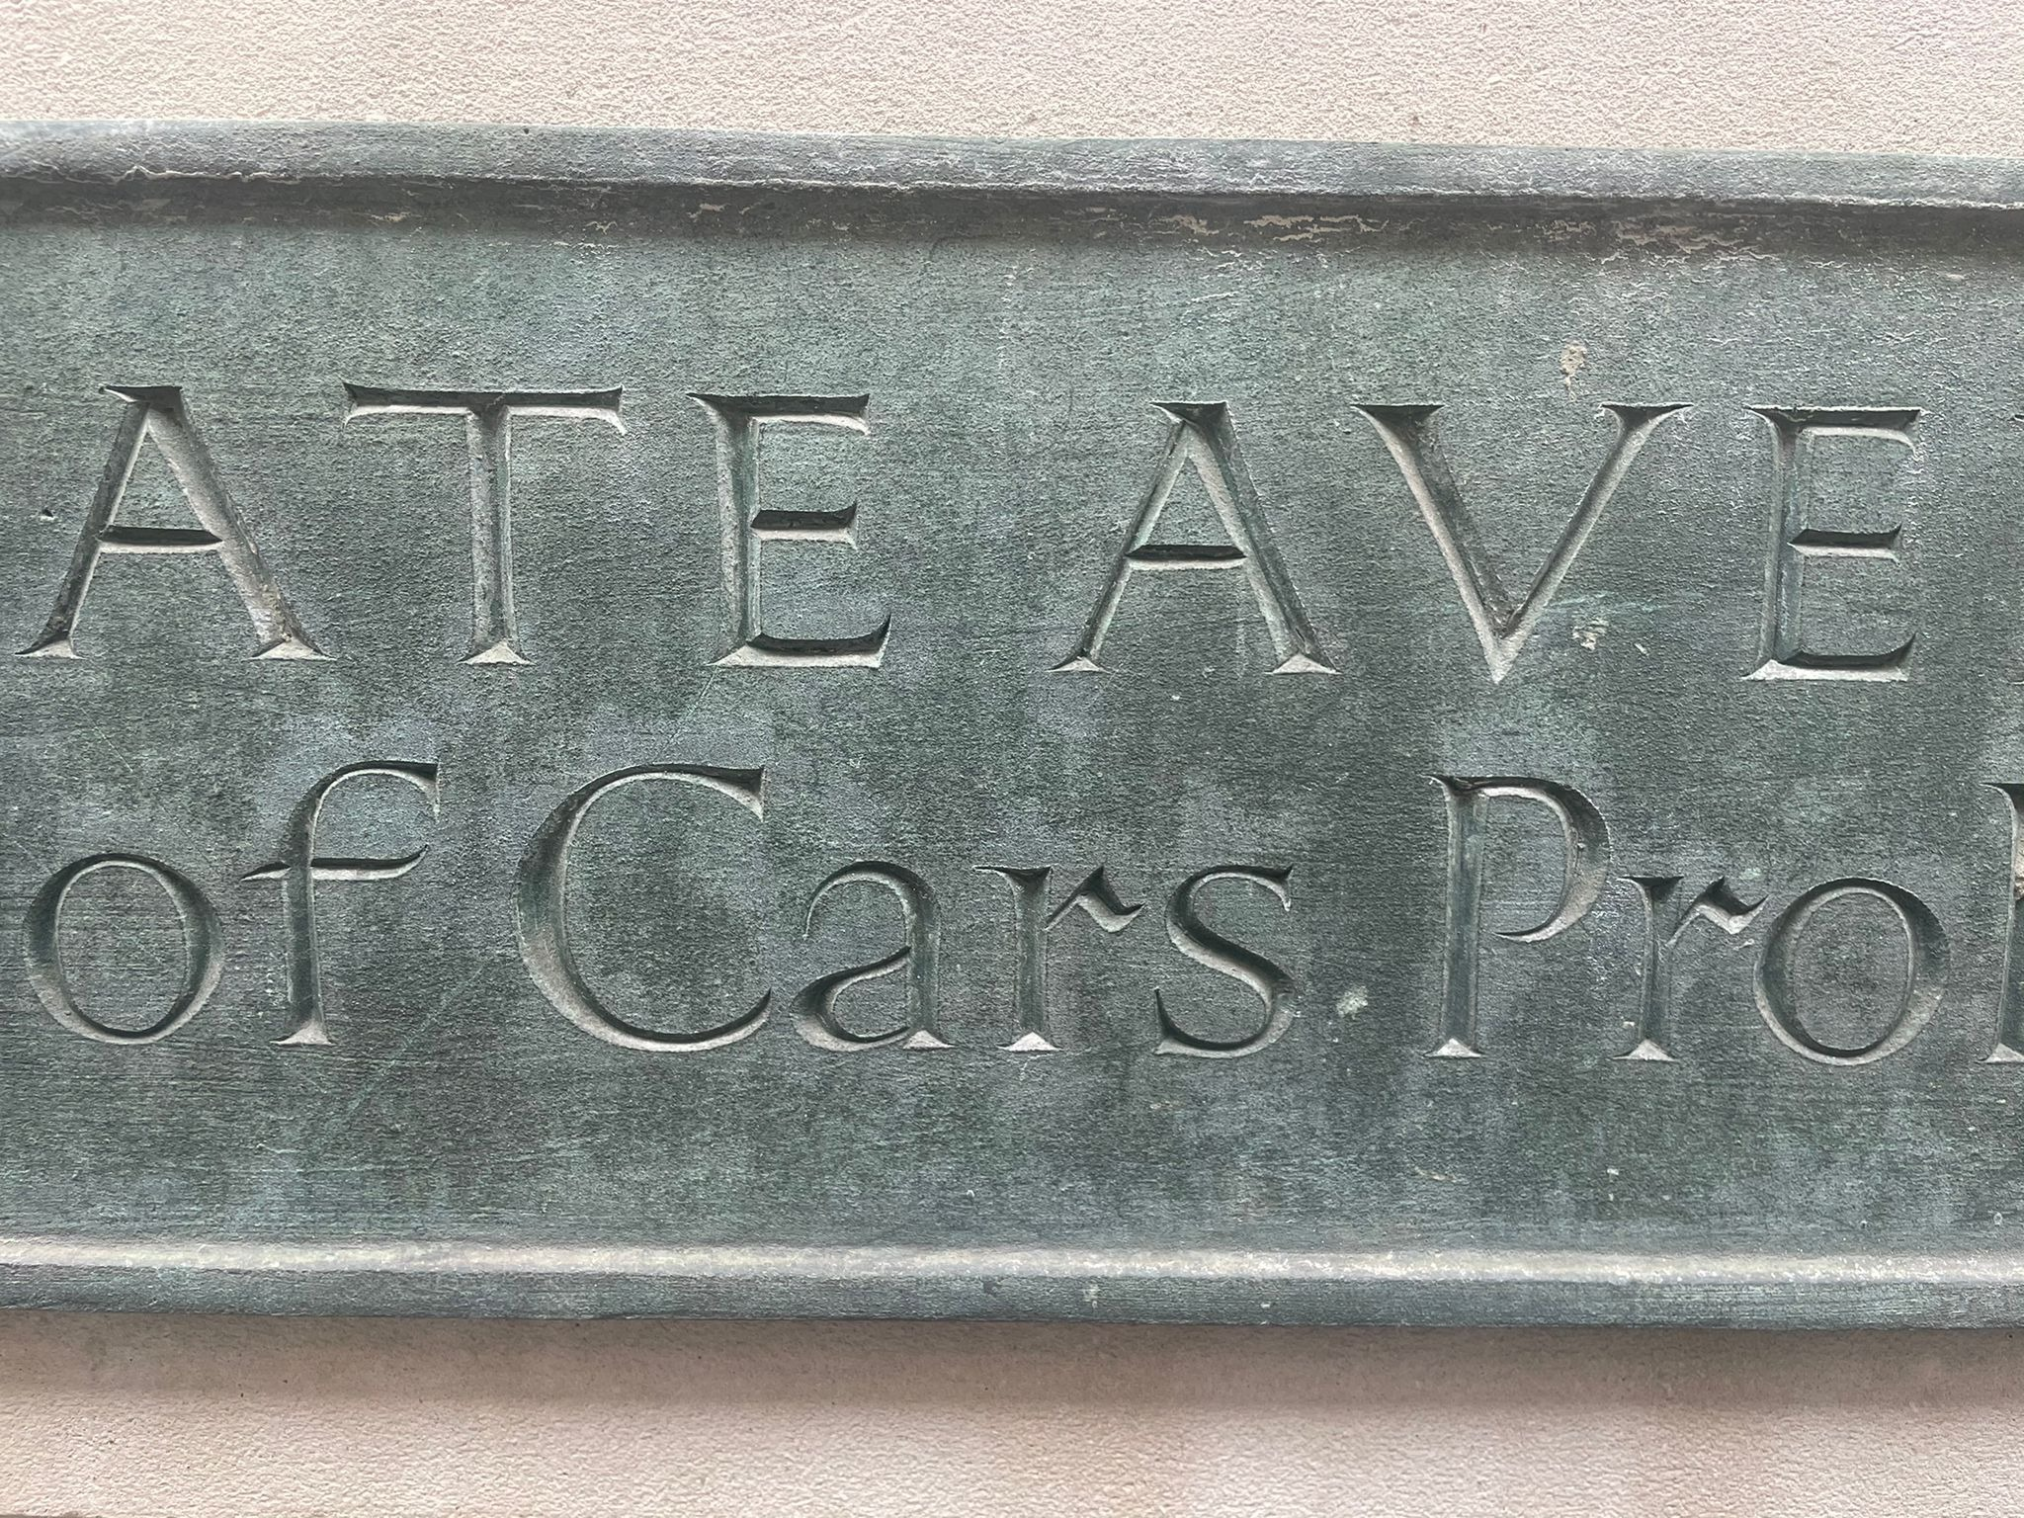 ATE AVE
of Cars Pro